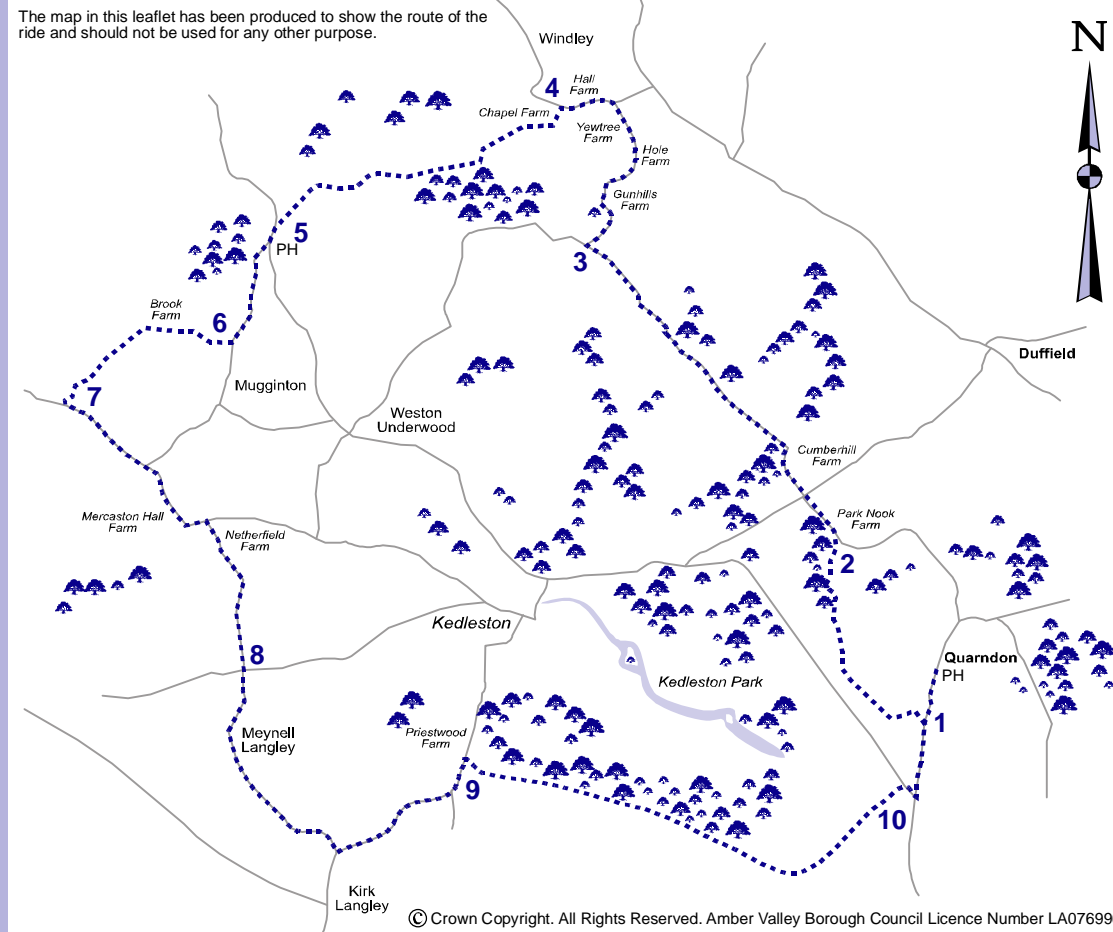 The map in this leaflet has been produced to show the route of the
ride and should not be used for any other purpose.
N
Windley
4
Hall
Farm
Chapel Farm
Yewtree
Farm
Hole
Farm
Gunhills
Farm
5
PH
3
Brook
Farm
6
Duffield
7
Mugginton
Weston
Underwood
Cumberhill
Farm
Mercaston Hall
Farm
Netherfield
Farm
Park Nook
Farm
2
Kedleston
8
Quarndon
PH
Kedleston Park
1
Meynell
Langley
Priestwood
Farm
9
10
Kirk
Langley
© Crown Copyright. All Rights Reserved. Amber Valley Borough Council Licence Number LA07699